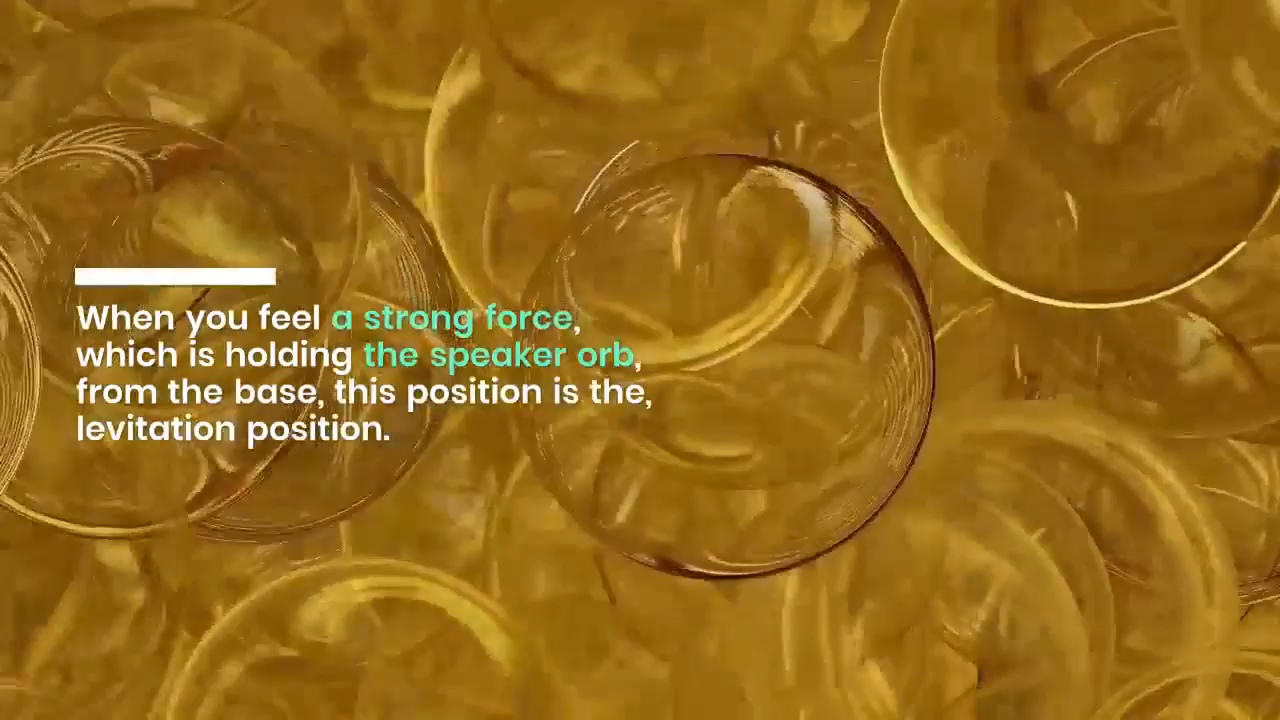 When you feel a strong force,
which is holding the speaker orb,
from the base, this position is the,
levitation position.